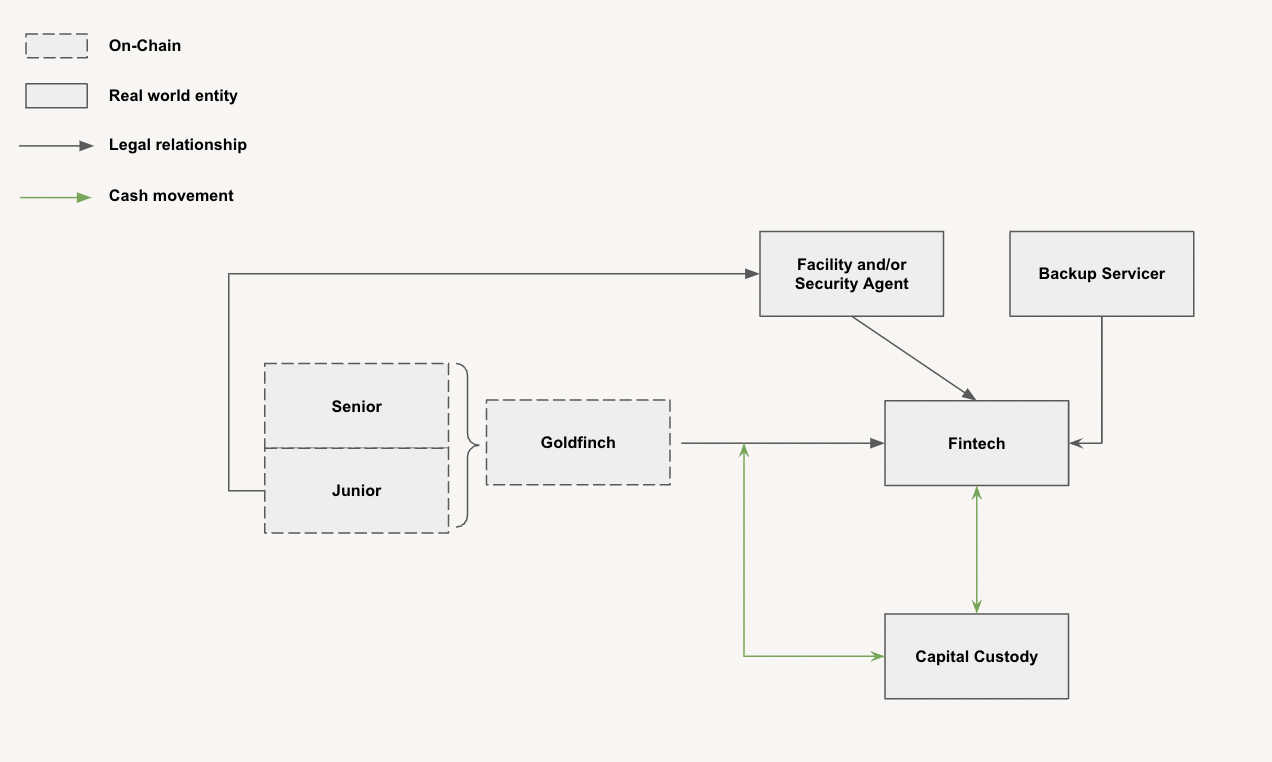 On-Chain
Real world entity
Legal relationship
Cash movement
Facility and/or
Security Agent
Backup Servicer
Senior
Goldfinch
Fintech
Junior
Capital Custody